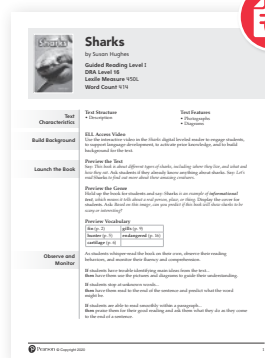 Sharks
Sharks
by Susan Hughes
Guided Reading Level I
DRA Level 16
Lexile Measure 450L
Word Count 414
Text Characteristics
Text Structure
• Description
Text Features
• Photographs
• Diagrams
Build Background
ELL Access Video
Use the interactive video in the Sharks digital leveled reader to engage students,
to support language development, to activate prior knowledge, and to build
background for the text.
Launch the Book
Preview the Text
Say: This book is about different types of sharks, including where they live, and what and
how they eat. Ask students if they already know anything about sharks. Say: Let's
read Sharks to find out more about these amazing creatures.
Preview the Genre
Hold up the book for students and say: Sharks is an example of informational
text, which means it tells about a real person, place, or thing. Display the cover for
students. Ask: Based on this image, can you predict if this book will show sharks to be
scary or interesting?
Preview Vocabulary
fin (p. 2)
gills (p. 9)
hunter (p. 3)
endangered (p. 16)
cartilage (p. 6)
Observe and Monitor
As students whisper-read the book on their own, observe their reading
behaviors, and monitor their fluency and comprehension.
If students have trouble identifying main ideas from the text...
then have them use the pictures and diagrams to guide their understanding.
If students stop at unknown words...
then have them read to the end of the sentence and predict what the word
might be.
If students are able to read smoothly within a paragraph...
then praise them for their good reading and ask them what they do as they come
to the end of a sentence.
Pearson © Copyright 2020
1